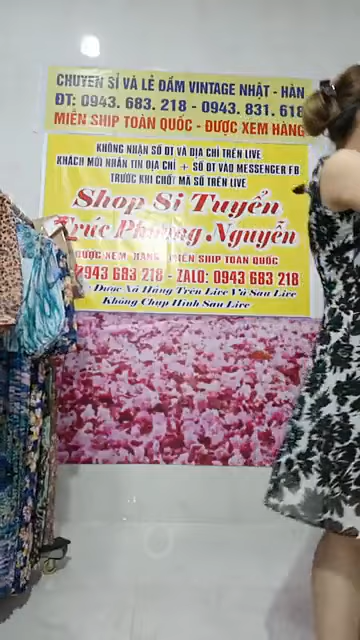 CHUYÊN SỈ VÀ LẺ ĐẦM VINTAGE NHẬT - HÀN
ĐT: 0943. 683. 218 - 0943. 831. 618
MIỄN SHIP TOÀN QUỐC - ĐƯỢC XEM HÀNG
KHÔNG NHẬN SỐ ĐT VÀ ĐỊA CHỈ TRÊN LIVE
KHÁCH MỚI NHẮN TIN ĐỊA CHỈ + SỐ ĐT VÀO MESSENGER FB
TRƯỚC KHI CHỐT MÃ SỐ TRÊN LIVE
Shop Si Tuyển
Trúc Phương Nguyễn
ĐƯỢC XEM HÀNG - MIỄN SHIP TOÀN QUỐC
0943 683 218 - ZALO: 0943 683 218
Được Xả Hàng Trên Live Và Sau Live
Không Chụp Hình Sau Live